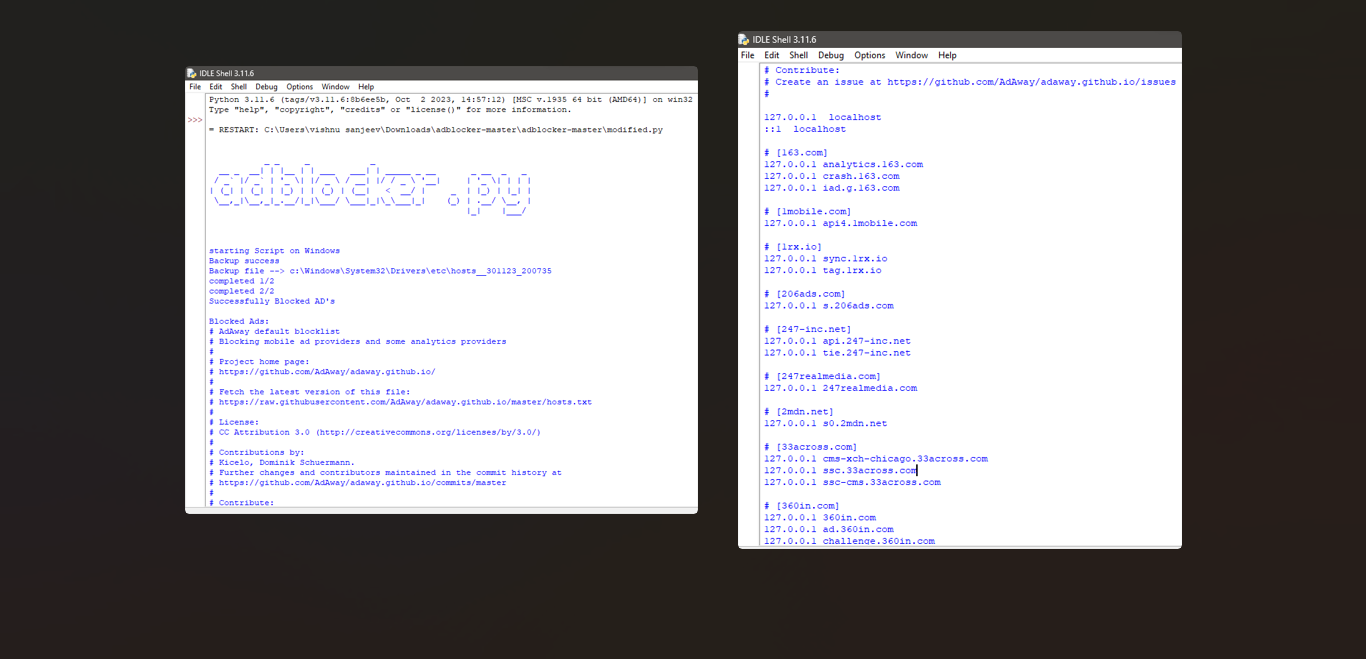 IDLE Shell 3.11.6
File Edit Shell Debug Options Window Help
Python 3.11.6 (tags/v3.11.6:8b6ee5b, Oct  2 2023, 14:57:12) [MSC v.1935 64 bit (AMD64)] on win32
Type "help", "copyright", "credits" or "license()" for more information.
>>>
= RESTART: C:\Users\vishnu sanjeev\Downloads\adblocker-master\adblocker-master\modified.py
adblocker.py
starting Script on Windows
Backup success
Backup file --> c:\Windows\System32\Drivers\etc\hosts__301123_200735
completed 1/2
completed 2/2
Successfully Blocked AD's
Blocked Ads:
# AdAway default blocklist
# Blocking mobile ad providers and some analytics providers
#
# Project home page:
# https://github.com/AdAway/adaway.github.io/
#
# Fetch the latest version of this file:
# https://raw.githubusercontent.com/AdAway/adaway.github.io/master/hosts.txt
#
# License:
# CC Attribution 3.0 (http://creativecommons.org/licenses/by/3.0/)
#
# Contributions by:
# Kicelo, Dominik Schuermann.
# Further changes and contributors maintained in the commit history at
# https://github.com/AdAway/adaway.github.io/commits/master
#
# Contribute:
IDLE Shell 3.11.6
File Edit Shell Debug Options Window Help
# Contribute:
# Create an issue at https://github.com/AdAway/adaway.github.io/issues
#
127.0.0.1  localhost
::1  localhost
# [163.com]
127.0.0.1 analytics.163.com
127.0.0.1 crash.163.com
127.0.0.1 iad.g.163.com
# [1mobile.com]
127.0.0.1 api4.1mobile.com
# [1rx.io]
127.0.0.1 sync.1rx.io
127.0.0.1 tag.1rx.io
# [206ads.com]
127.0.0.1 s.206ads.com
# [247-inc.net]
127.0.0.1 api.247-inc.net
127.0.0.1 tie.247-inc.net
# [247realmedia.com]
127.0.0.1 247realmedia.com
# [2mdn.net]
127.0.0.1 s0.2mdn.net
# [33across.com]
127.0.0.1 cms-xch-chicago.33across.com
127.0.0.1 ssc.33across.com
127.0.0.1 ssc-cms.33across.com
# [360in.com]
127.0.0.1 360in.com
127.0.0.1 ad.360in.com
127.0.0.1 challenge.360in.com